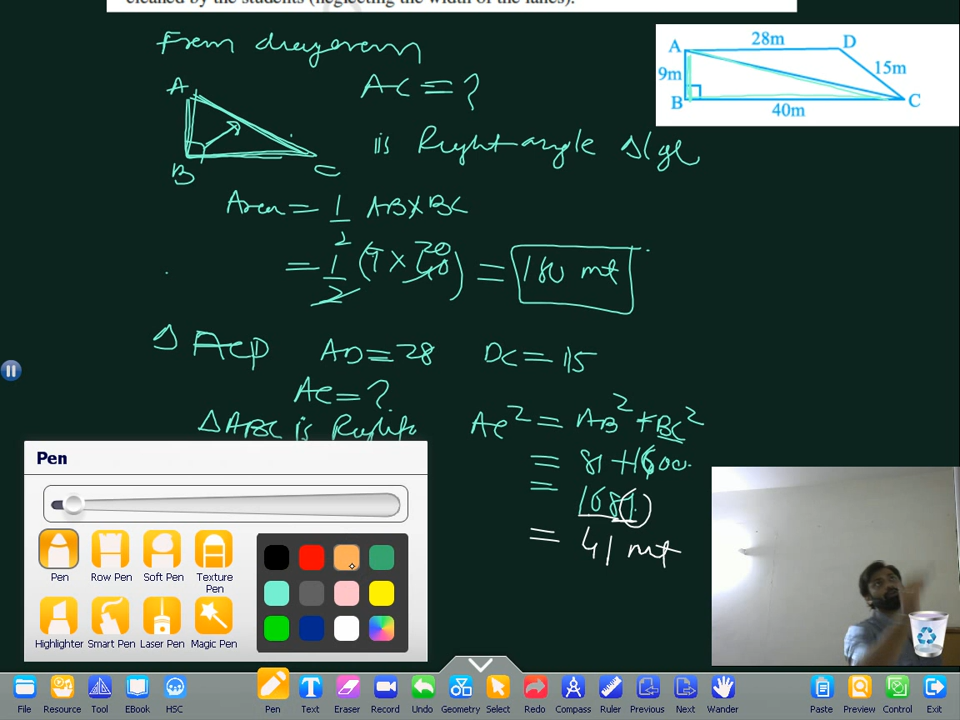 cleaned by the students (neglecting the width of the lanes).
From diagram
AC = ?
A
B
C
is Right-angle Δlgl
Area = 1/2 AB x BC
= 1/2 (9 x 40) 20 = 180 mt
Δ ACD AD = 28 DC = 15
AC = ?
Δ ABC is Right
AC² = AB² + BC²
= 81 + 1600
= 1681
= 41 mt
A 28m D
9m 15m
B C
40m
Pen
Pen Row Pen Soft Pen Texture Pen
Highlighter Smart Pen Laser Pen Magic Pen
File Resource Tool EBook HSC Pen Text Eraser Record Undo Geometry Select Redo Compass Ruler Previous Next Wander Paste Preview Control Exit